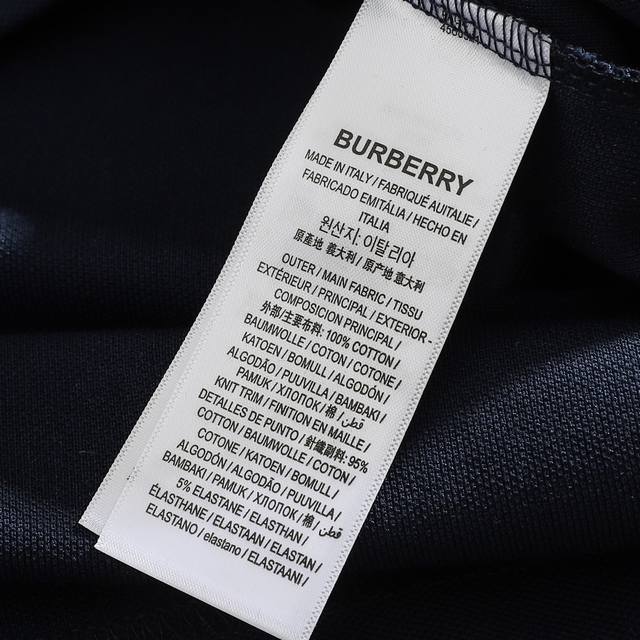 BURBERRY
MADE IN ITALY / FABRIQUÉ AUITALIE /
FABRICADO EMITÁLIA / HECHO EN
ITALIA
원산지: 이탈리아
原產地 義大利 / 原产地 意大利
OUTER / MAIN FABRIC / TISSU
EXTÉRIEUR / PRINCIPAL / EXTERIOR -
COMPOSICION PRINCIPAL
外部/主要布料: 100% COTTON /
BAUMWOLLE / COTON / COTONE /
KATOEN / BOMULL / ALGODÓN /
ALGODÃO / PUUVILLA / BAMBAKI /
PAMUK / ХЛОПОК / 棉 / قطن /
KNIT TRIM / FINITION EN MAILLE /
DETALLES DE PUNTO / 針織副料: 95%
COTTON / BAUMWOLLE / COTON /
COTONE / KATOEN / BOMULL /
ALGODÓN / ALGODÃO / PUUVILLA /
BAMBAKI / PAMUK / ХЛОПОК / 棉 / قطن /
5% ELASTANE / ELASTHAN /
ÉLASTHANE / ELASTAAN / ELASTAN /
ELASTANO / elastano / ELASTAANI /